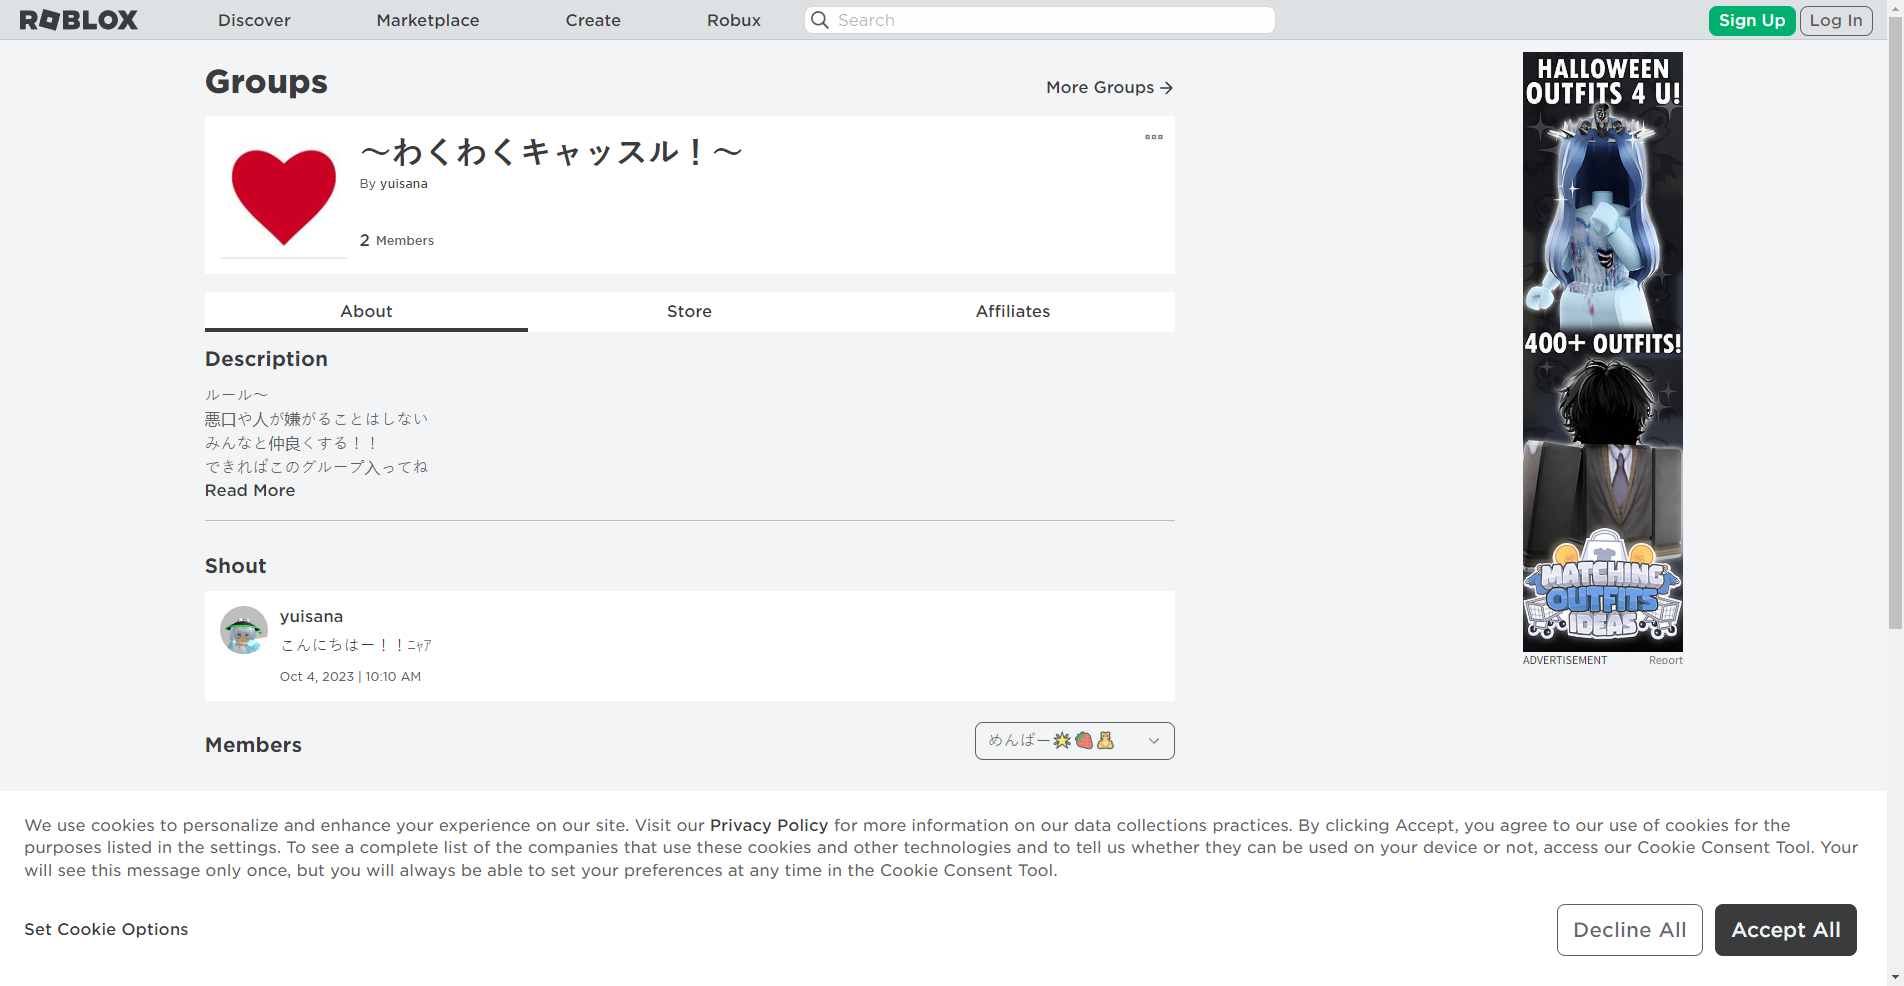 ROBLOX
Discover
Marketplace
Create
Robux
Search
Sign Up
Log In
Groups
More Groups →
～わくわくキャッスル！～
By yuisana
2 Members
About
Store
Affiliates
Description
ルール～
悪口や人が嫌がることはしない
みんなと仲良くする！！
できればこのグループ入ってね
Read More
Shout
yuisana
こんにちはー！！ﾆｬｱ
Oct 4, 2023 | 10:10 AM
Members
めんばー🌟🍓🧸
HALLOWEEN
OUTFITS 4 U!
400+ OUTFITS!
MATCHING
OUTFITS
IDEAS
ADVERTISEMENT
Report
We use cookies to personalize and enhance your experience on our site. Visit our Privacy Policy for more information on our data collections practices. By clicking Accept, you agree to our use of cookies for the
purposes listed in the settings. To see a complete list of the companies that use these cookies and other technologies and to tell us whether they can be used on your device or not, access our Cookie Consent Tool. Your
will see this message only once, but you will always be able to set your preferences at any time in the Cookie Consent Tool.
Set Cookie Options
Decline All
Accept All